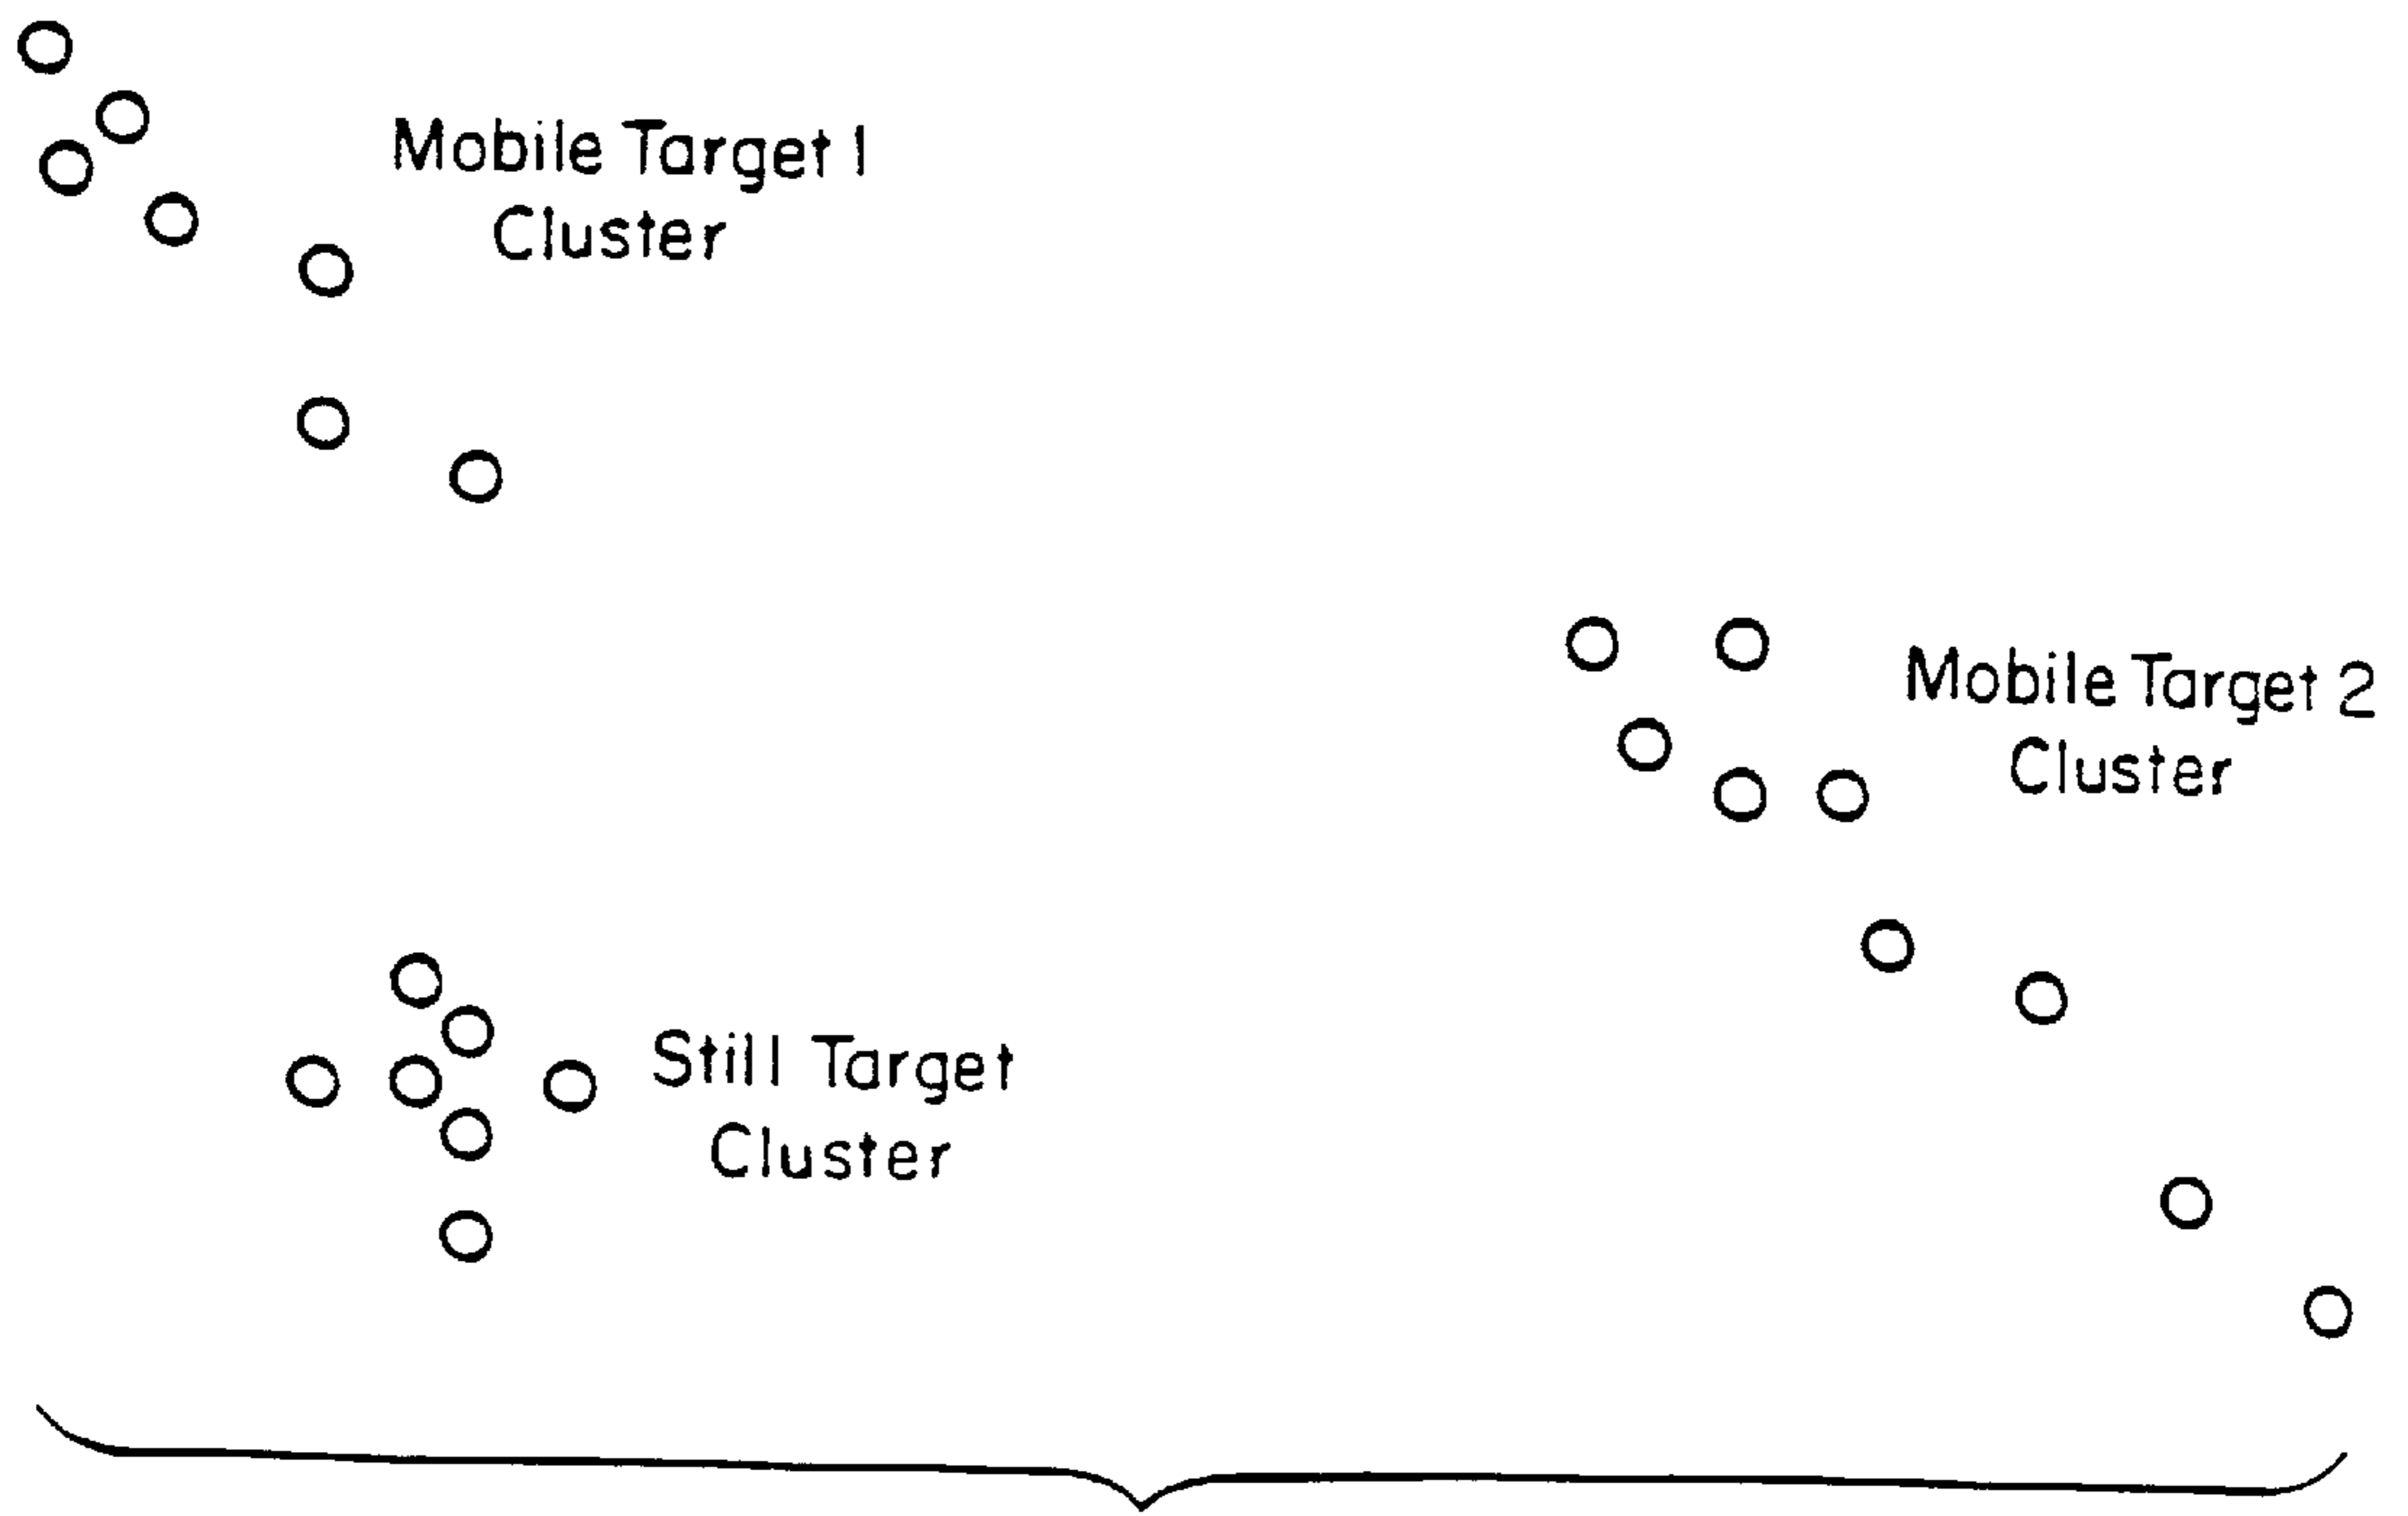 Mobile Target 1
Cluster
Mobile Target 2
Cluster
Still Target
Cluster